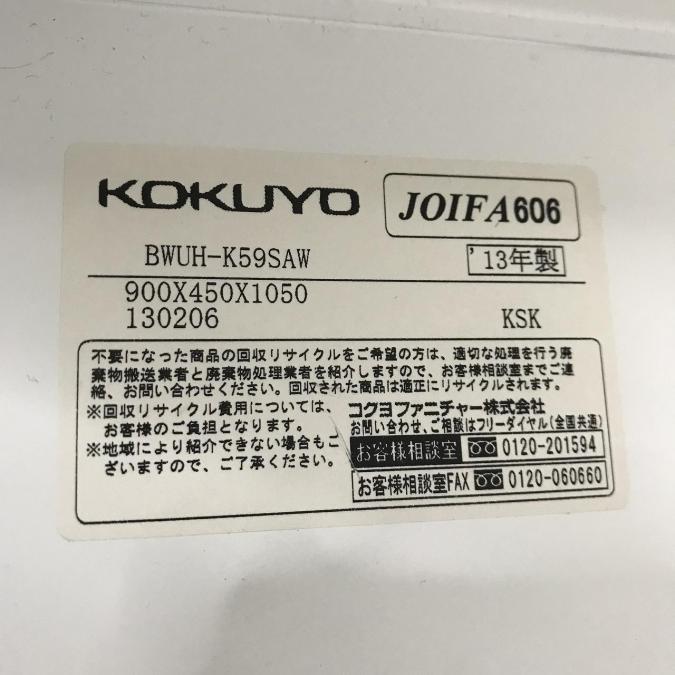 KOKUYO
JOIFA606
BWUH-K59SAW
'13年製
900X450X1050
130206
KSK
不要になった商品の回収リサイクルをご希望の方は、適切な処理を行う廃
棄物搬送業者と廃棄物処理業者を紹介しますので、お客様相談室までご連
絡、お問い合わせください。回収された商品は適正にリサイクルされます。
※回収リサイクル費用については、
お客様のご負担となります。
※地域により紹介できない場合もご
ざいますので、ご了承ください。
コクヨファニチャー株式会社
お問い合わせ、ご相談はフリーダイヤル(全国共通)
お客様相談室 0120-201594
お客様相談室FAX 0120-060660